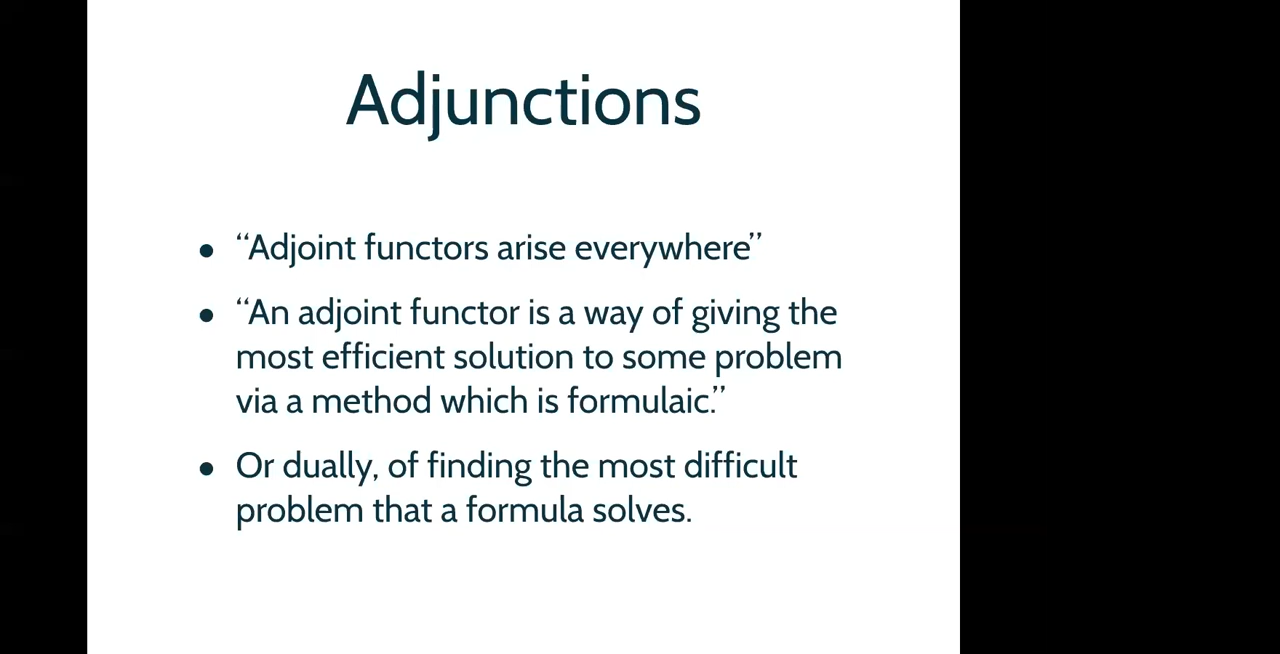 Adjunctions
• “Adjoint functors arise everywhere”
• “An adjoint functor is a way of giving the
most efficient solution to some problem
via a method which is formulaic.”
• Or dually, of finding the most difficult
problem that a formula solves.